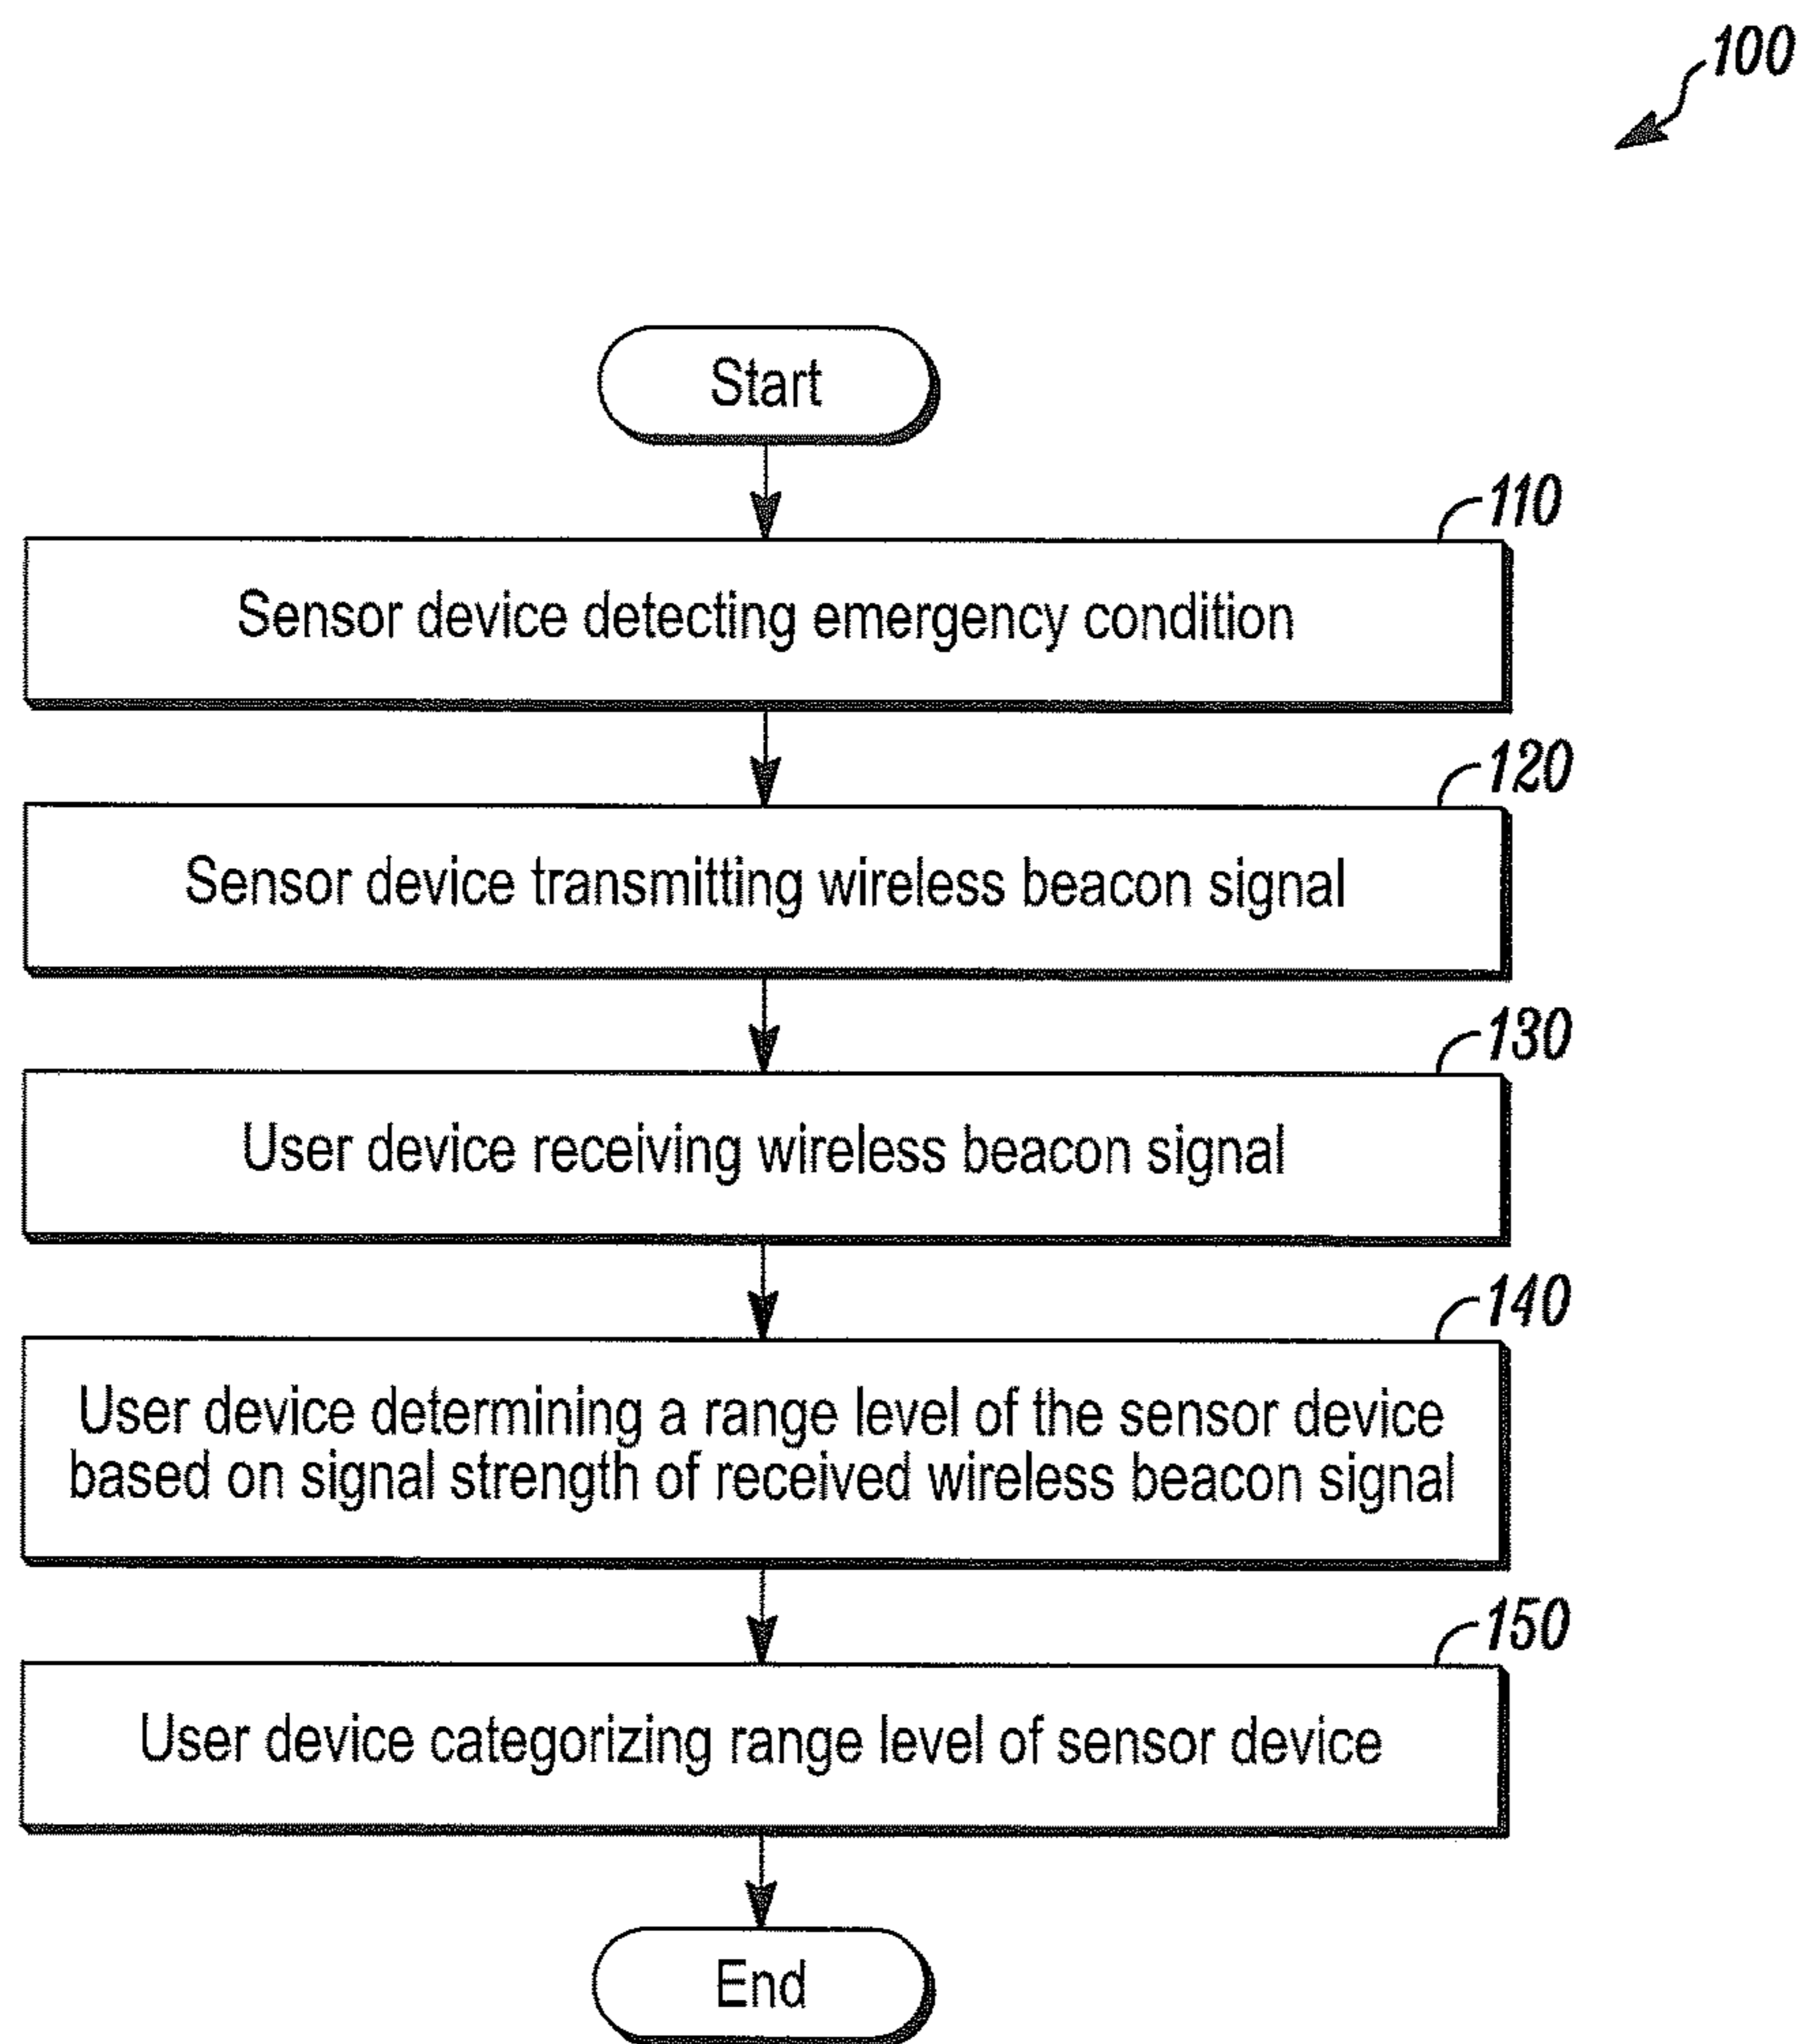 100
Start
110
Sensor device detecting emergency condition
120
Sensor device transmitting wireless beacon signal
130
User device receiving wireless beacon signal
140
User device determining a range level of the sensor device
based on signal strength of received wireless beacon signal
150
User device categorizing range level of sensor device
End